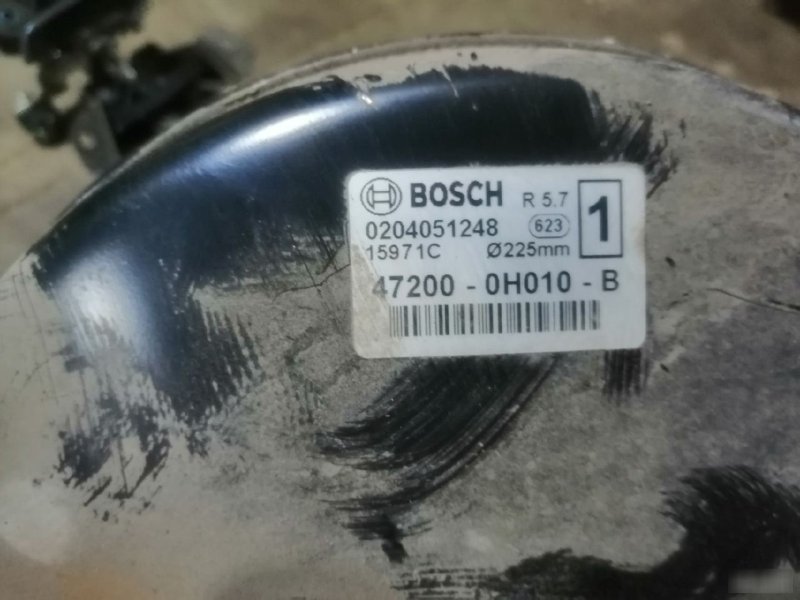 BOSCH R 5.7 1
0204051248 623
15971C Ø225mm
47200 - 0H010 - B